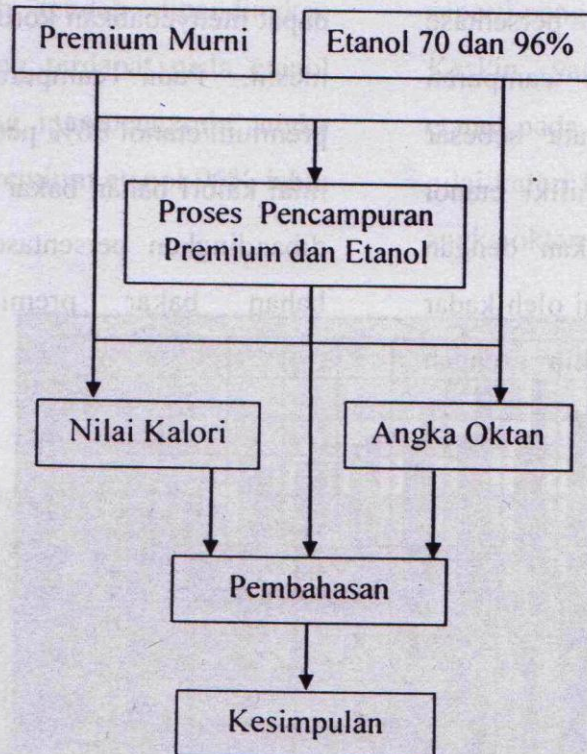 Premium Murni
Etanol 70 dan 96%
Proses Pencampuran
Premium dan Etanol
Nilai Kalori
Angka Oktan
Pembahasan
Kesimpulan